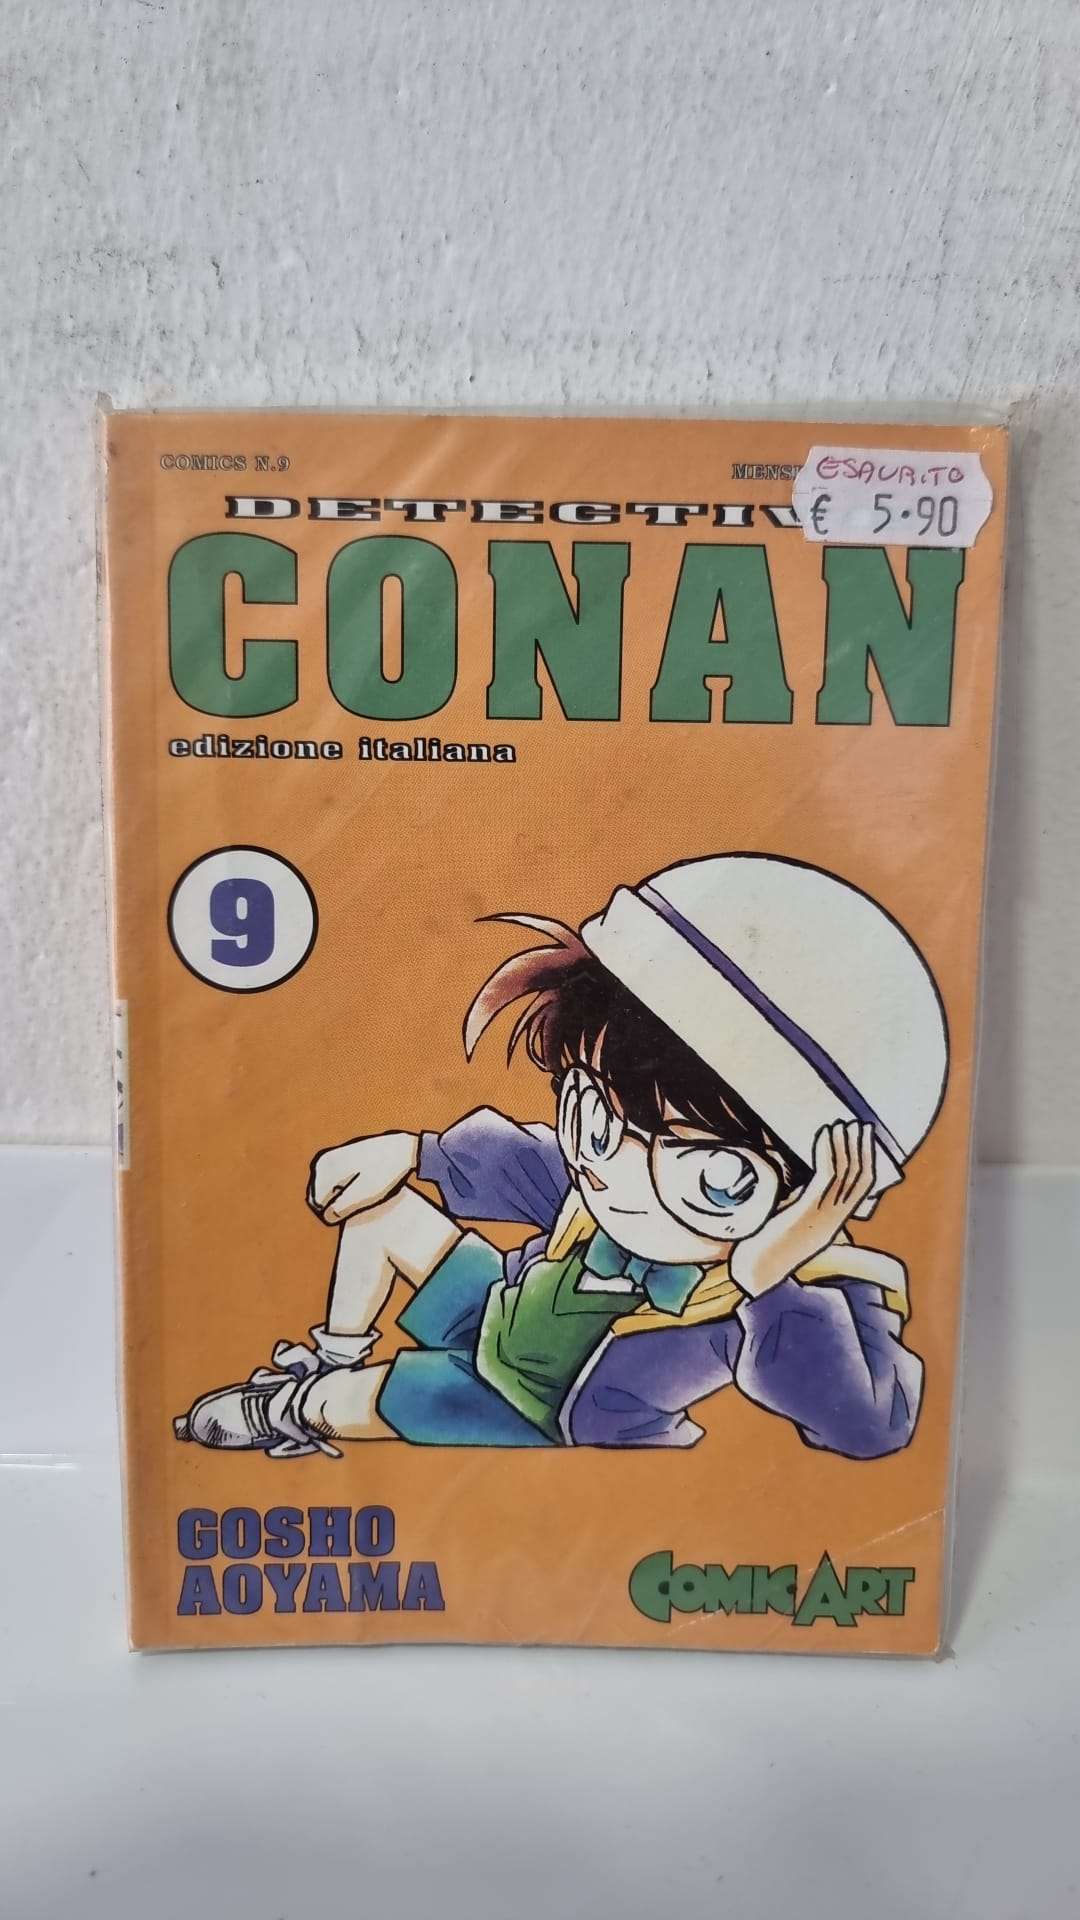 COMICS N.9
ESAURITO
€ 5.90
CONAN
edizione italiana
9
GOSHO
AOYAMA
COMIC ART